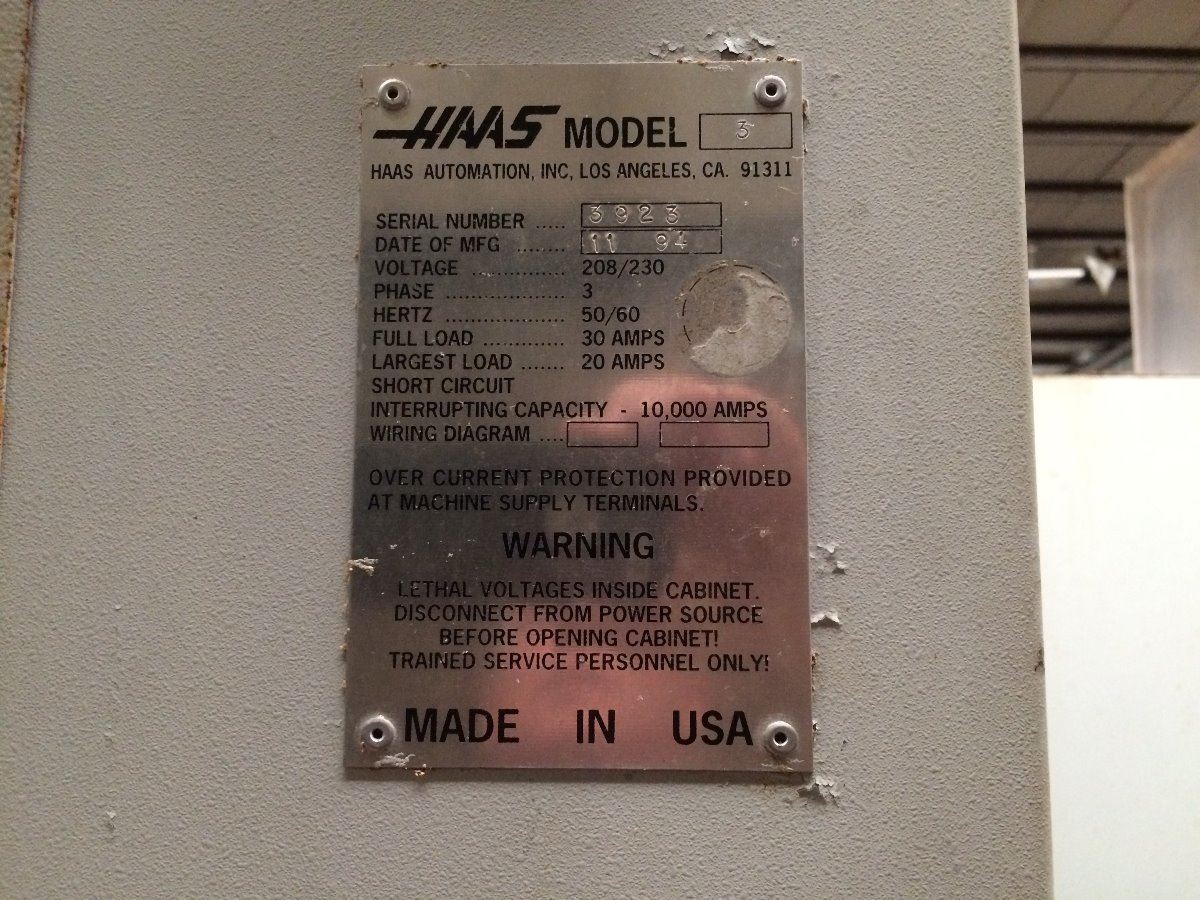 HAAS MODEL 3
HAAS AUTOMATION, INC, LOS ANGELES, CA. 91311
SERIAL NUMBER ..... 3923
DATE OF MFG ........ 11 94
VOLTAGE .............. 208/230
PHASE .................. 3
HERTZ .................. 50/60
FULL LOAD ............ 30 AMPS
LARGEST LOAD ....... 20 AMPS
SHORT CIRCUIT
INTERRUPTING CAPACITY - 10,000 AMPS
WIRING DIAGRAM ....
OVER CURRENT PROTECTION PROVIDED
AT MACHINE SUPPLY TERMINALS.
WARNING
LETHAL VOLTAGES INSIDE CABINET.
DISCONNECT FROM POWER SOURCE
BEFORE OPENING CABINET!
TRAINED SERVICE PERSONNEL ONLY!
MADE IN USA